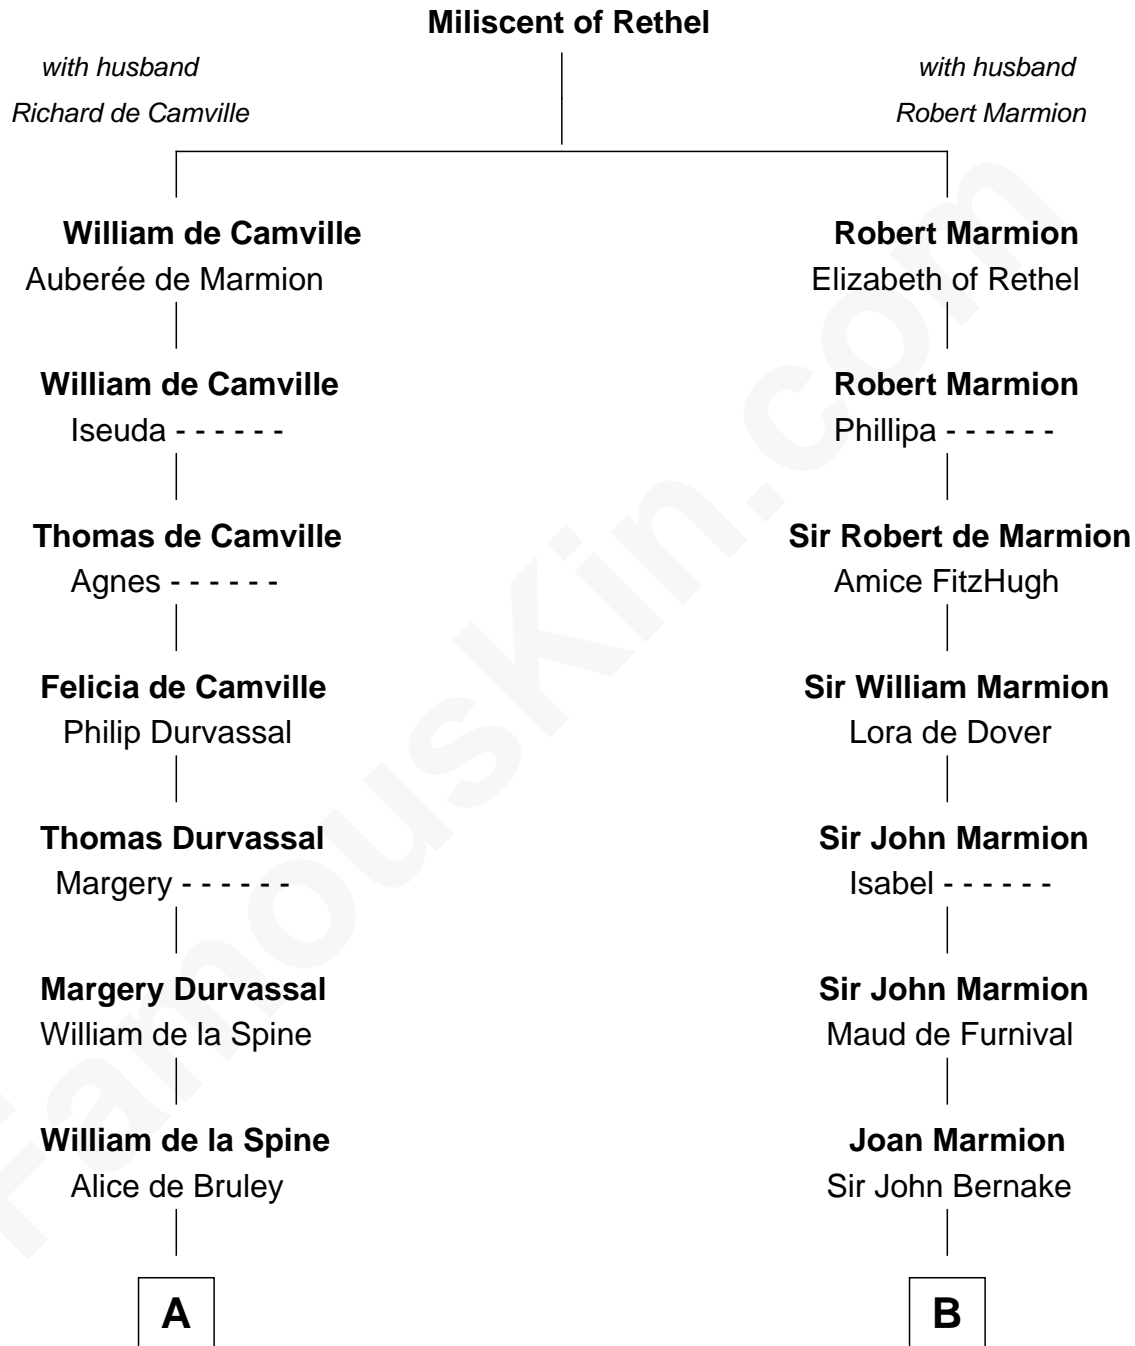 Miliscent of Rethel
with husband
Richard de Camville
with husband
Robert Marmion
William de Camville
Auberée de Marmion
Robert Marmion
Elizabeth of Rethel
William de Camville
Iseuda - - - - - -
Robert Marmion
Phillipa - - - - - -
Thomas de Camville
Agnes - - - - - -
Sir Robert de Marmion
Amice FitzHugh
Felicia de Camville
Philip Durvassal
Sir William Marmion
Lora de Dover
Thomas Durvassal
Margery - - - - - -
Sir John Marmion
Isabel - - - - - -
Margery Durvassal
William de la Spine
Sir John Marmion
Maud de Furnival
William de la Spine
Alice de Bruley
Joan Marmion
Sir John Bernake
A
B
FamousKin.com